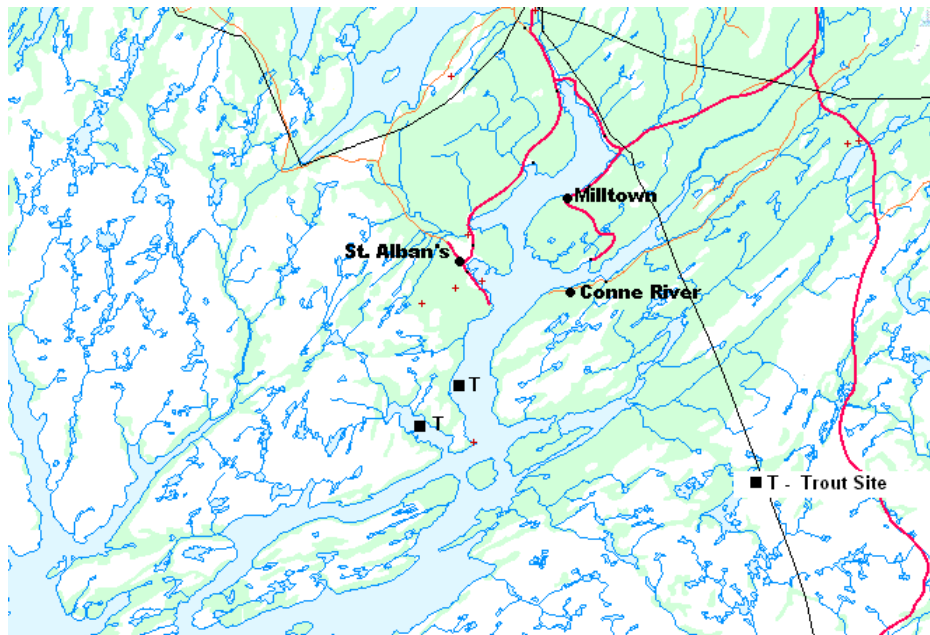 Milltown
St. Alban's
Conne River
T
T
T - Trout Site